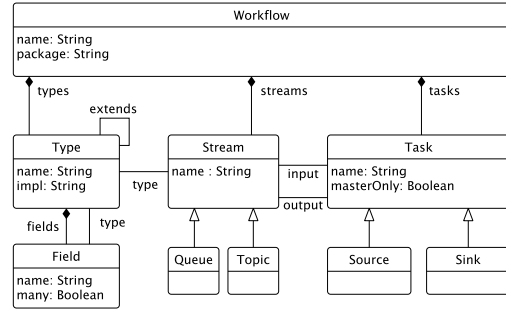 Workflow
name: String
package: String
types
streams
tasks
extends
Type
name: String
impl: String
type
Stream
name : String
input
output
Task
name: String
masterOnly: Boolean
fields
type
Field
name: String
many: Boolean
Queue
Topic
Source
Sink